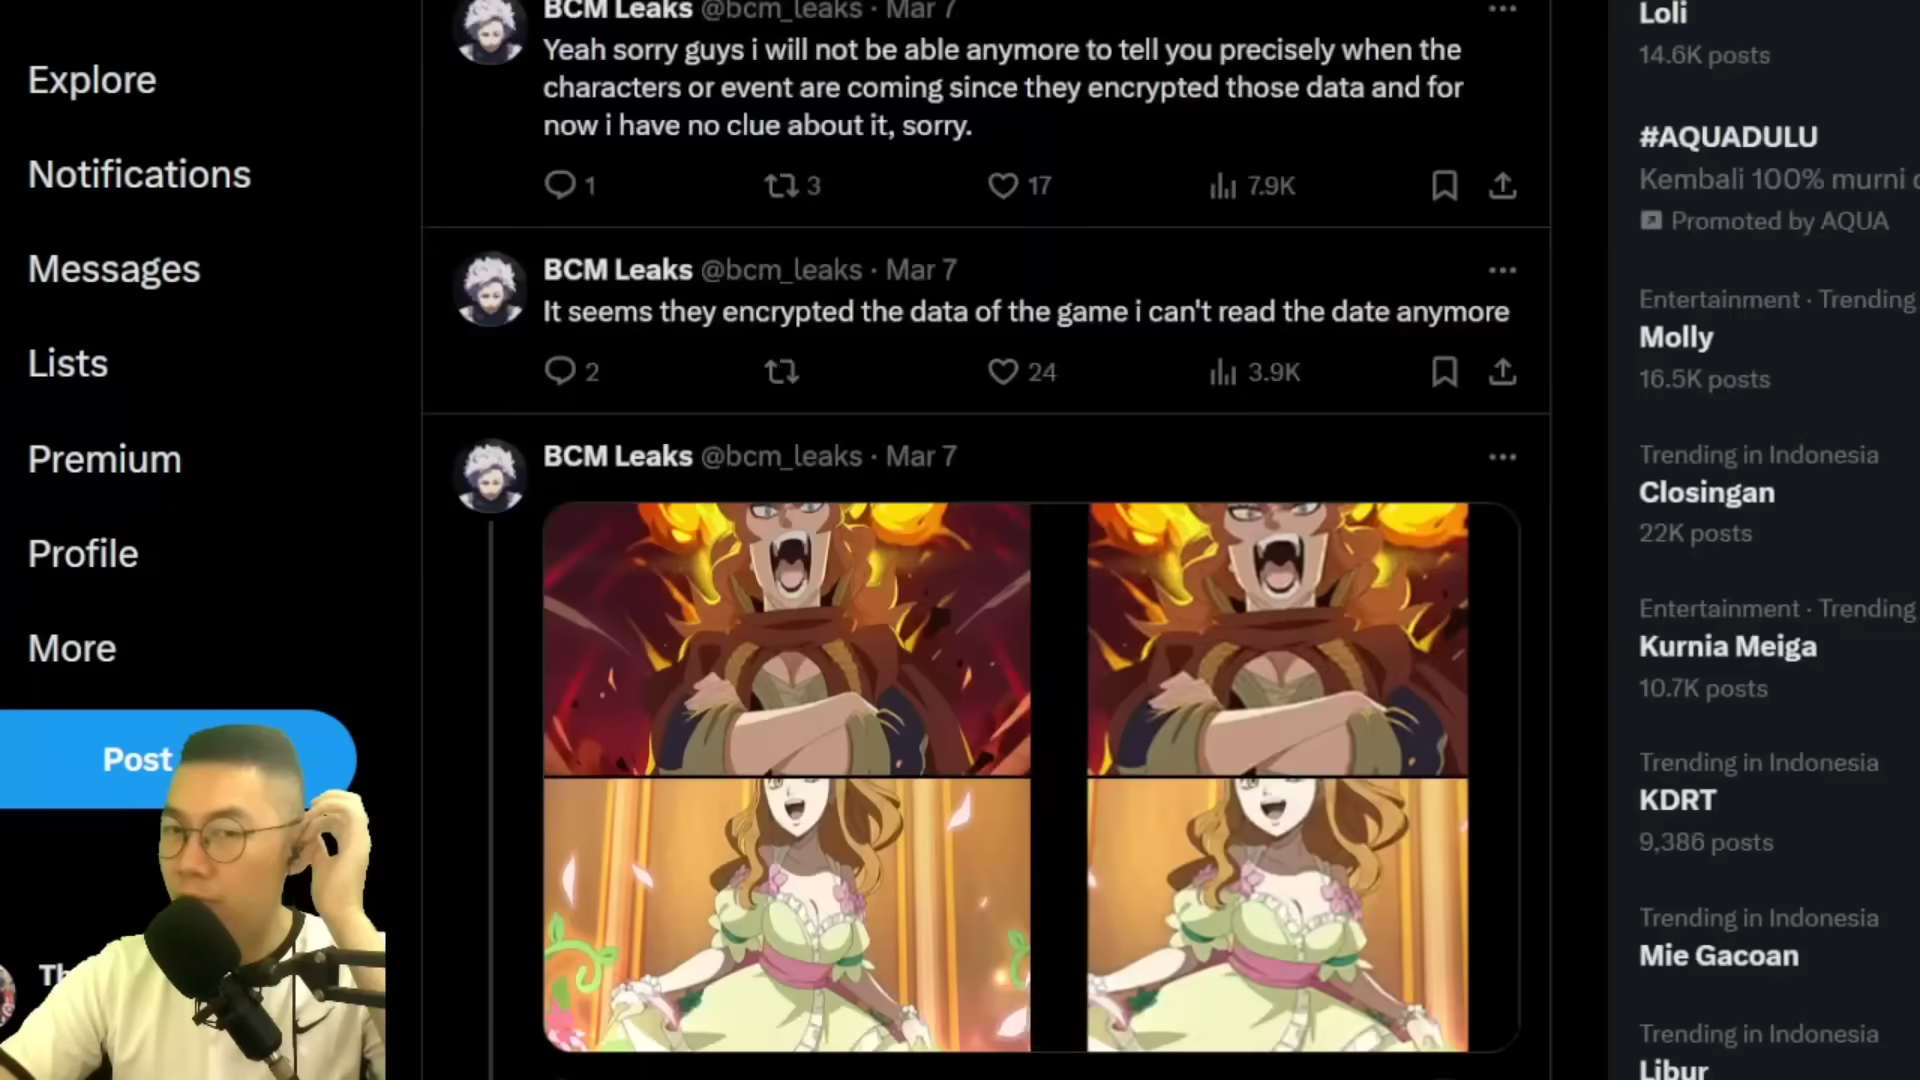 Explore
Notifications
Messages
Lists
Premium
Profile
More
Post
Th
BCM Leaks @bcm_leaks · Mar 7
Yeah sorry guys i will not be able anymore to tell you precisely when the
characters or event are coming since they encrypted those data and for
now i have no clue about it, sorry.
1 3 17 7.9K
BCM Leaks @bcm_leaks · Mar 7
It seems they encrypted the data of the game i can't read the date anymore
2 24 3.9K
BCM Leaks @bcm_leaks · Mar 7
Loli
14.6K posts
#AQUADULU
Kembali 100% murni
Promoted by AQUA
Entertainment · Trending
Molly
16.5K posts
Trending in Indonesia
Closingan
22K posts
Entertainment · Trending
Kurnia Meiga
10.7K posts
Trending in Indonesia
KDRT
9,386 posts
Trending in Indonesia
Mie Gacoan
Trending in Indonesia
Libur